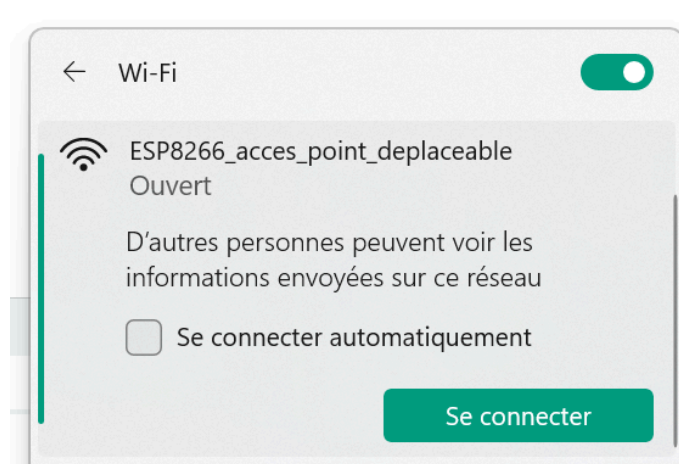 Wi-Fi
ESP8266_acces_point_deplaceable
Ouvert
D'autres personnes peuvent voir les
informations envoyées sur ce réseau
Se connecter automatiquement
Se connecter